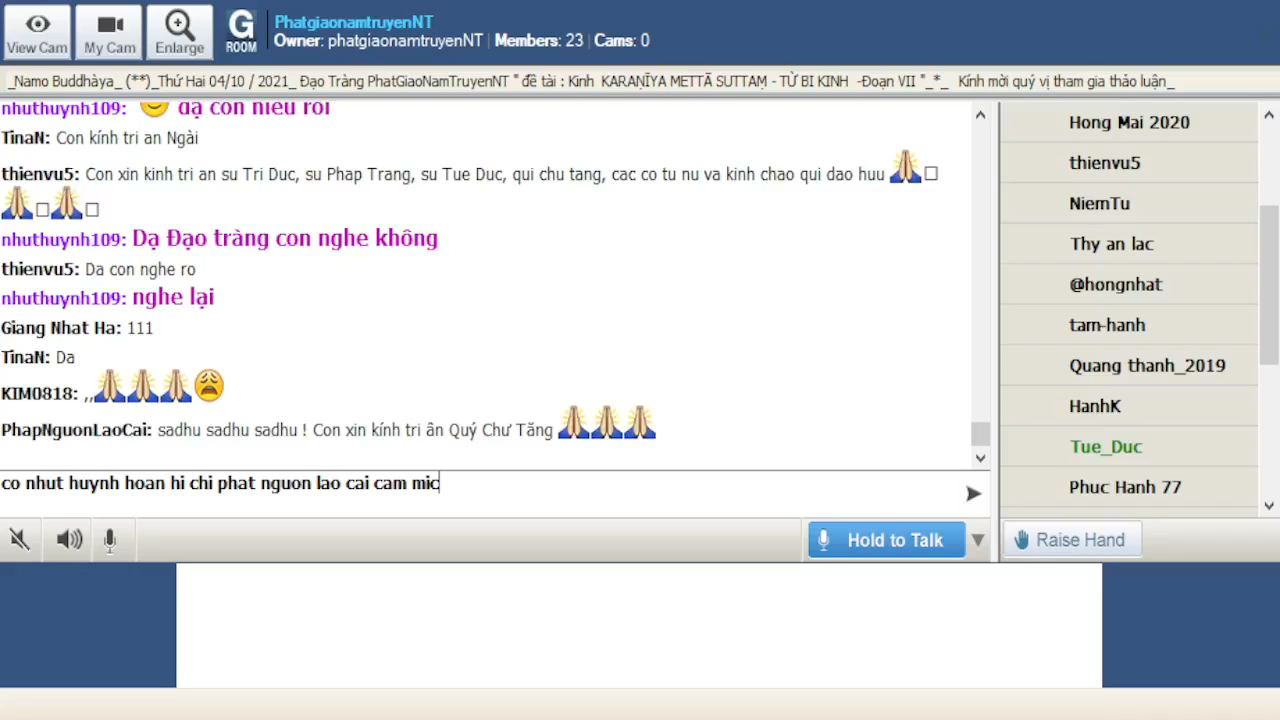 View Cam
My Cam
Enlarge
G
ROOM
PhatgiaonamtruyenNT
Owner: phatgiaonamtruyenNT | Members: 23 | Cams: 0
_Namo Buddhàya_ (**)_Thứ Hai 04/10 / 2021_ Đạo Tràng PhatGiaoNamTruyenNT " đề tài : Kinh KARAṆĪYA METTĀ SUTTAṂ - TỪ BI KINH -Đoạn VII "_*_ Kính mời quý vị tham gia thảo luận_
nhuthuynh109: dạ con hiểu rồi
TinaN: Con kính tri an Ngài
thienvu5: Con xin kinh tri an su Tri Duc, su Phap Trang, su Tue Duc, qui chu tang, cac co tu nu va kinh chao qui dao huu
nhuthuynh109: Dạ Đạo tràng con nghe không
thienvu5: Da con nghe ro
nhuthuynh109: nghe lại
Giang Nhat Ha: 111
TinaN: Da
KIM0818: ,,
PhapNguonLaoCai: sadhu sadhu sadhu ! Con xin kính tri ân Quý Chư Tăng
co nhut huynh hoan hi chi phat nguon lao cai cam mic
Hold to Talk
Hong Mai 2020
thienvu5
NiemTu
Thy an lac
@hongnhat
tam-hanh
Quang thanh_2019
HanhK
Tue_Duc
Phuc Hanh 77
Raise Hand